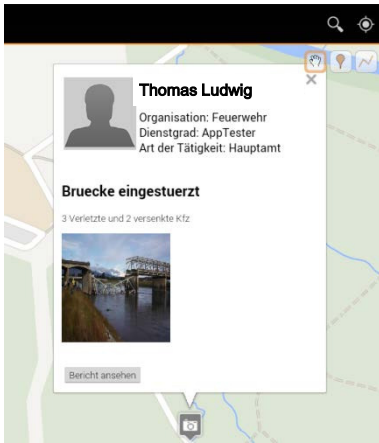 Thomas Ludwig
Organisation: Feuerwehr
Dienstgrad: AppTester
Art der Tätigkeit: Hauptamt
Bruecke eingestuerzt
3 Verletzte und 2 versenkte Kfz
Bericht ansehen